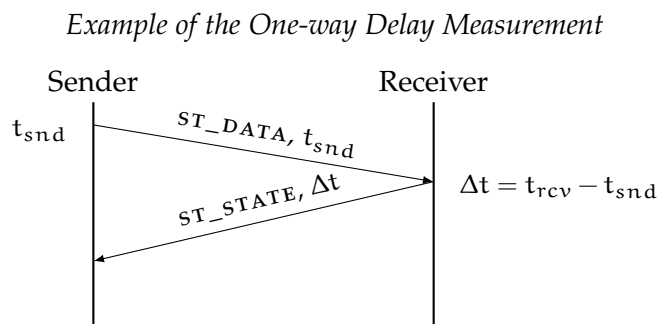 Example of the One-way Delay Measurement
Sender Receiver
t_snd
ST_DATA, t_snd
Δt = t_rcv − t_snd
ST_STATE, Δt